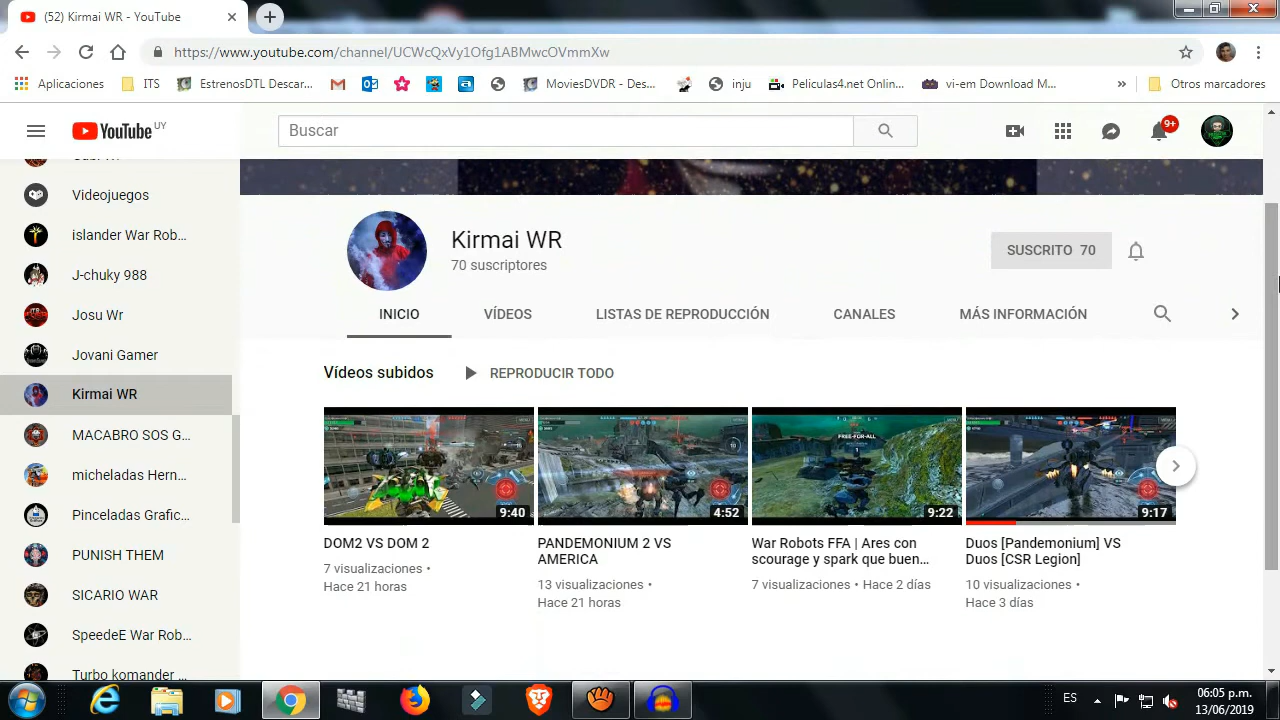 (52) Kirmai WR - YouTube
https://www.youtube.com/channel/UCWcQxVy1Ofg1ABMwcOVmmXw
Aplicaciones
ITS
EstrenosDTL Descar...
MoviesDVDR - Des...
inju
Peliculas4.net Onlin...
vi-em Download M...
»
Otros marcadores
YouTube UY
Buscar
9+
Videojuegos
islander War Rob...
J-chuky 988
Josu Wr
Jovani Gamer
Kirmai WR
MACABRO SOS G...
micheladas Hern...
Pinceladas Grafic...
PUNISH THEM
SICARIO WAR
SpeedeE War Rob...
Turbo komander ...
Kirmai WR
70 suscriptores
SUSCRITO 70
INICIO
VÍDEOS
LISTAS DE REPRODUCCIÓN
CANALES
MÁS INFORMACIÓN
Vídeos subidos
REPRODUCIR TODO
9:40
4:52
FREE-FOR-ALL
9:22
9:17
DOM2 VS DOM 2
7 visualizaciones •
Hace 21 horas
PANDEMONIUM 2 VS
AMERICA
13 visualizaciones •
Hace 21 horas
War Robots FFA | Ares con
scourage y spark que buen...
7 visualizaciones • Hace 2 días
Duos [Pandemonium] VS
Duos [CSR Legion]
10 visualizaciones •
Hace 3 días
ES
06:05 p.m.
13/06/2019